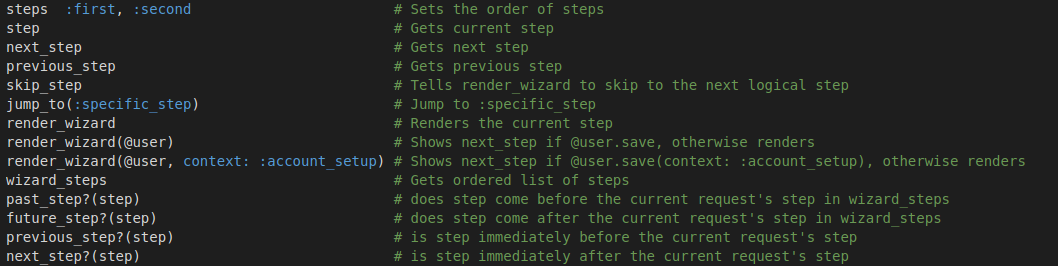 steps  :first, :second                        # Sets the order of steps
step                                          # Gets current step
next_step                                     # Gets next step
previous_step                                 # Gets previous step
skip_step                                     # Tells render_wizard to skip to the next logical step
jump_to(:specific_step)                       # Jump to :specific_step
render_wizard                                 # Renders the current step
render_wizard(@user)                          # Shows next_step if @user.save, otherwise renders
render_wizard(@user, context: :account_setup) # Shows next_step if @user.save(context: :account_setup), otherwise renders
wizard_steps                                  # Gets ordered list of steps
past_step?(step)                              # does step come before the current request's step in wizard_steps
future_step?(step)                            # does step come after the current request's step in wizard_steps
previous_step?(step)                          # is step immediately before the current request's step
next_step?(step)                              # is step immediately after the current request's step